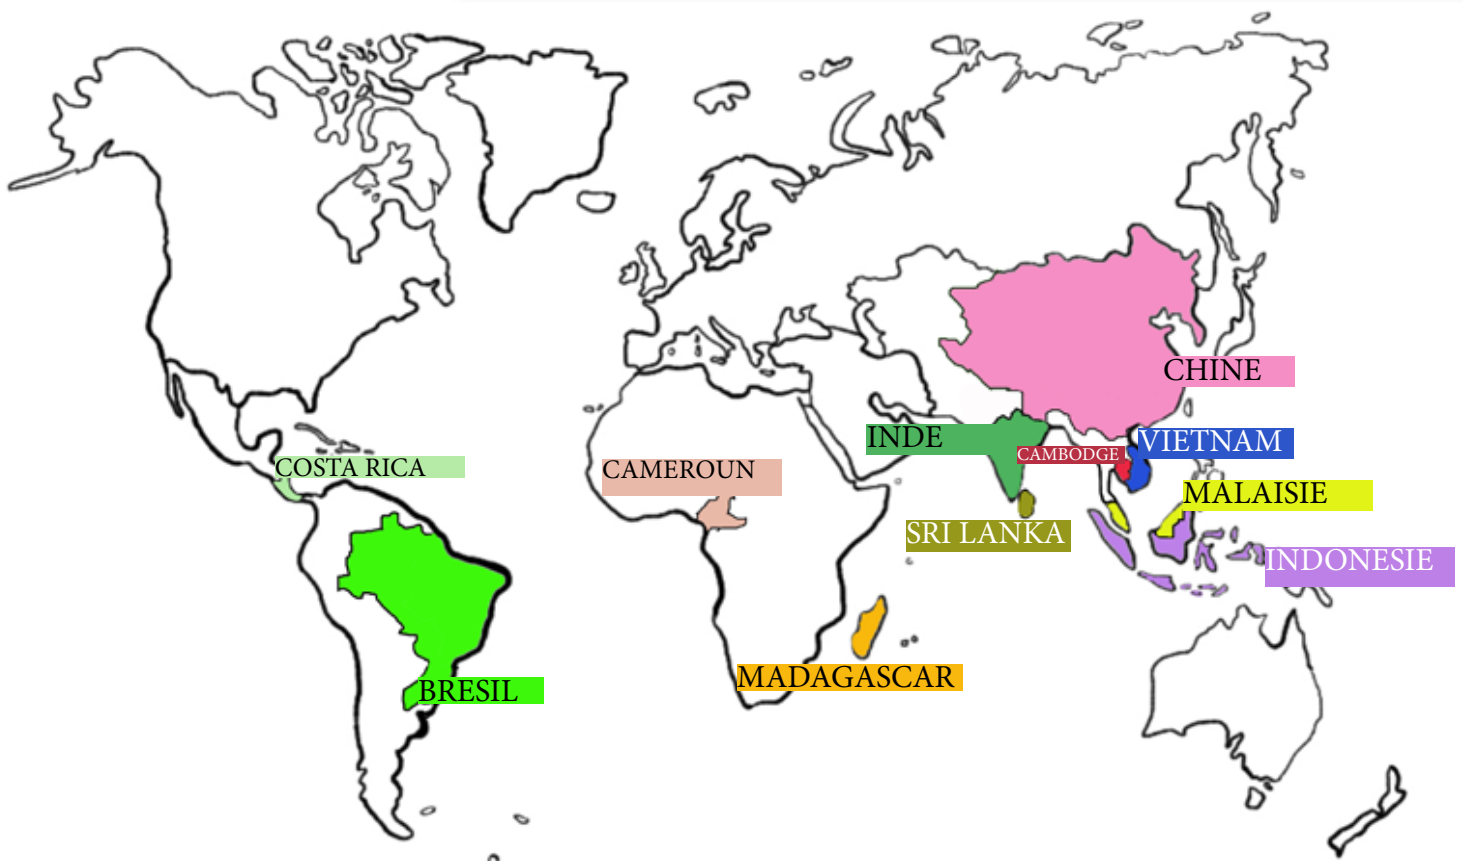 CHINE
INDE
VIETNAM
CAMBODGE
COSTA RICA
CAMEROUN
MALAISIE
SRI LANKA
INDONESIE
MADAGASCAR
BRESIL